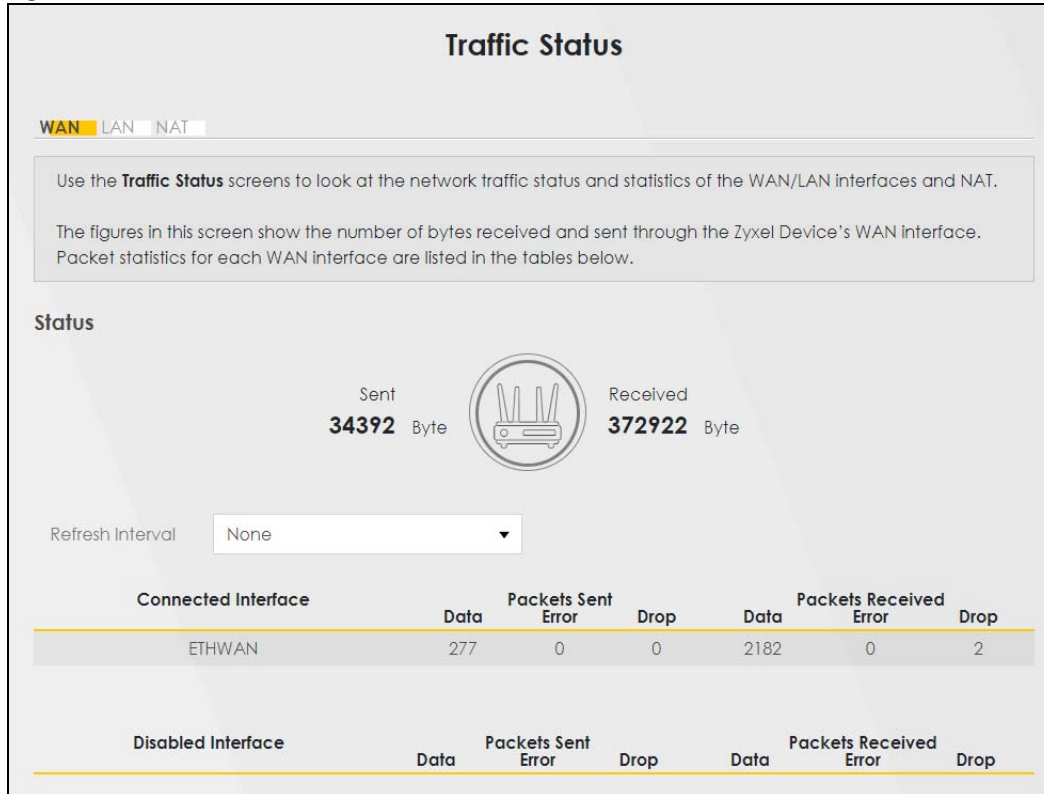 Traffic Status
WAN LAN NAT
Use the Traffic Status screens to look at the network traffic status and statistics of the WAN/LAN interfaces and NAT.
The figures in this screen show the number of bytes received and sent through the Zyxel Device's WAN interface.
Packet statistics for each WAN interface are listed in the tables below.
Status
Sent Received
34392 Byte 372922 Byte
Refresh Interval None
Connected Interface Packets Sent Packets Received
Data Error Drop Data Error Drop
ETHWAN 277 0 0 2182 0 2
Disabled Interface Packets Sent Packets Received
Data Error Drop Data Error Drop